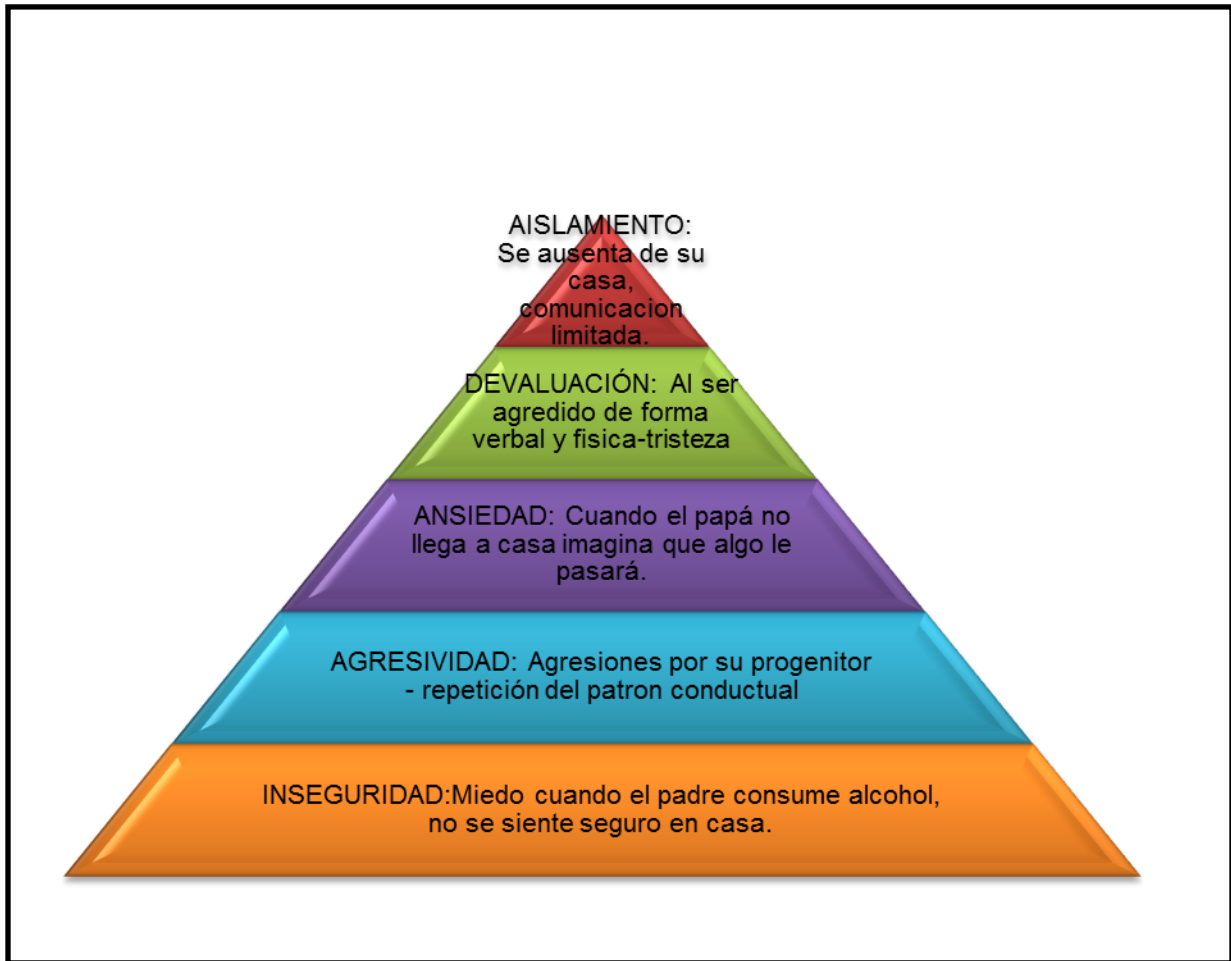 AISLAMIENTO:
Se ausenta de su
casa,
comunicacion
limitada.
DEVALUACIÓN: Al ser
agredido de forma
verbal y fisica-tristeza
ANSIEDAD: Cuando el papá no
llega a casa imagina que algo le
pasará.
AGRESIVIDAD: Agresiones por su progenitor
- repetición del patron conductual
INSEGURIDAD:Miedo cuando el padre consume alcohol,
no se siente seguro en casa.